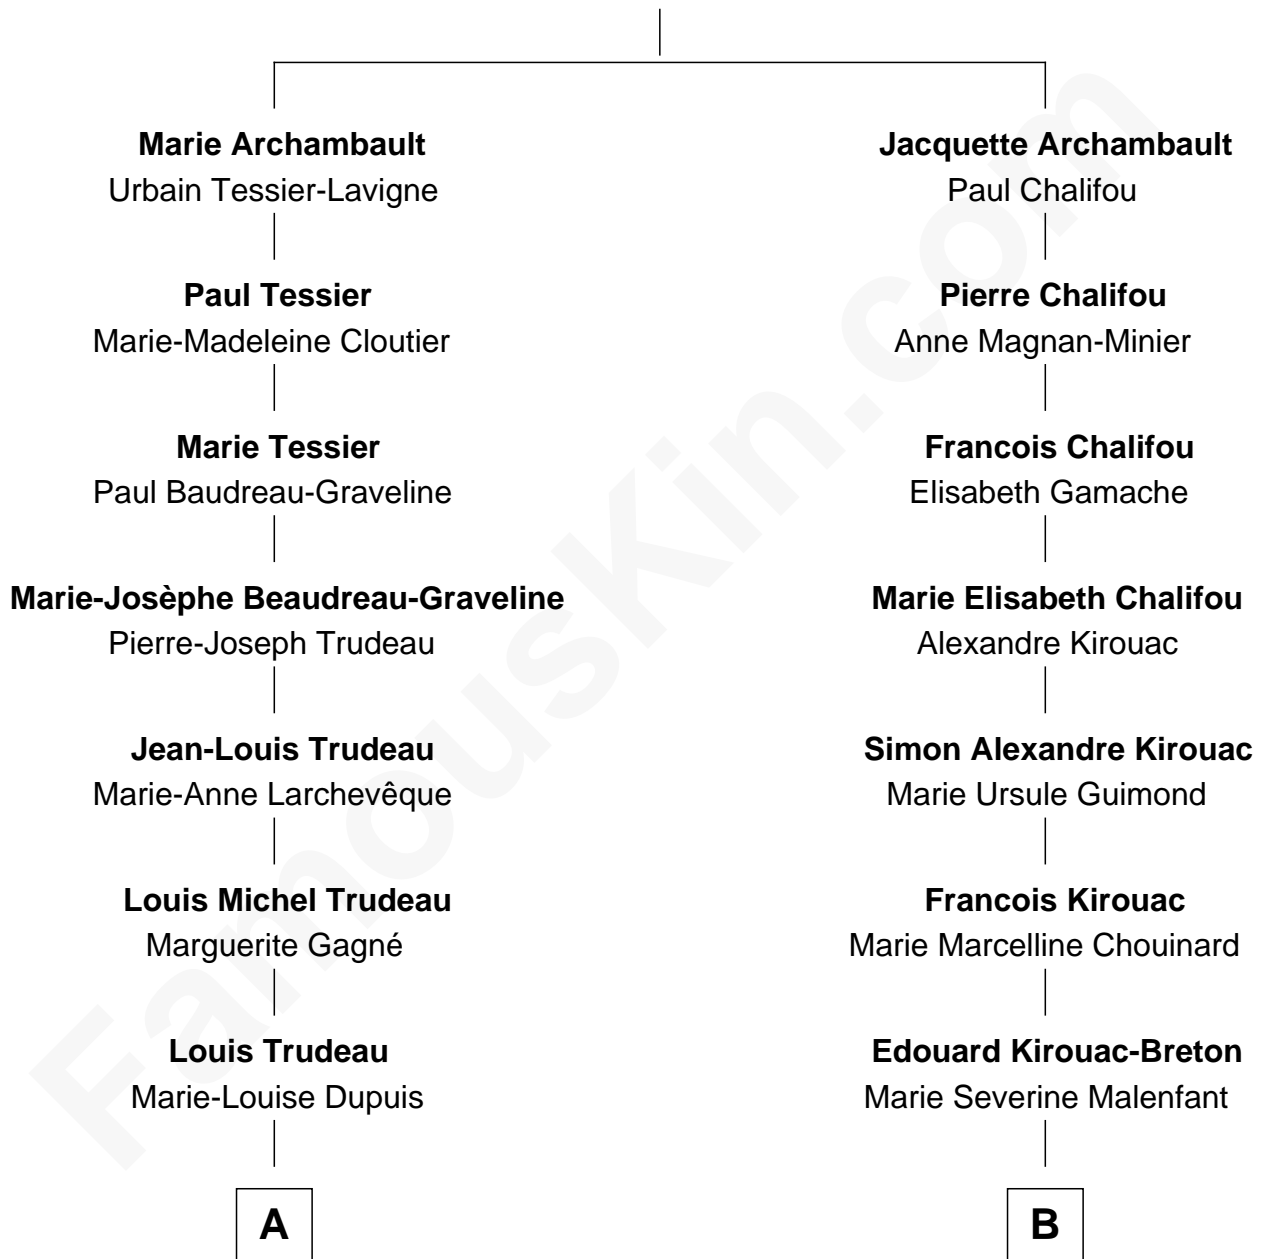 Marie Archambault
Urbain Tessier-Lavigne
Paul Tessier
Marie-Madeleine Cloutier
Marie Tessier
Paul Baudreau-Graveline
Marie-Josèphe Beaudreau-Graveline
Pierre-Joseph Trudeau
Jean-Louis Trudeau
Marie-Anne Larchevêque
Louis Michel Trudeau
Marguerite Gagné
Louis Trudeau
Marie-Louise Dupuis
A
Jacquette Archambault
Paul Chalifou
Pierre Chalifou
Anne Magnan-Minier
Francois Chalifou
Elisabeth Gamache
Marie Elisabeth Chalifou
Alexandre Kirouac
Simon Alexandre Kirouac
Marie Ursule Guimond
Francois Kirouac
Marie Marcelline Chouinard
Edouard Kirouac-Breton
Marie Severine Malenfant
B
FamousKin.com